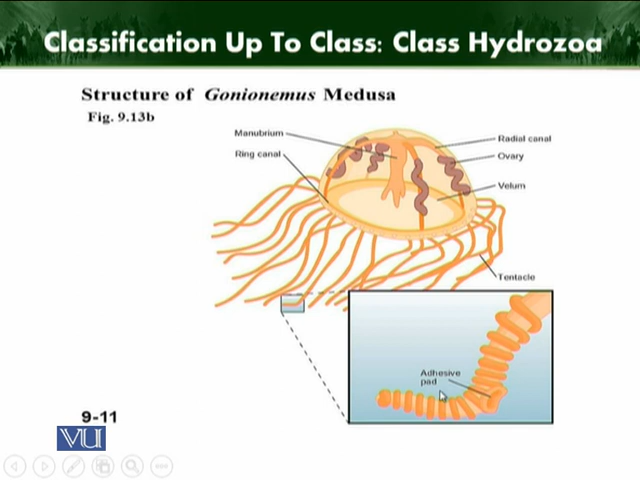 Classification Up To Class: Class Hydrozoa
Structure of Gonionemus Medusa
Fig. 9.13b
Manubrium
Ring canal
Radial canal
Ovary
Velum
Tentacle
Adhesive
pad
9-11
VU